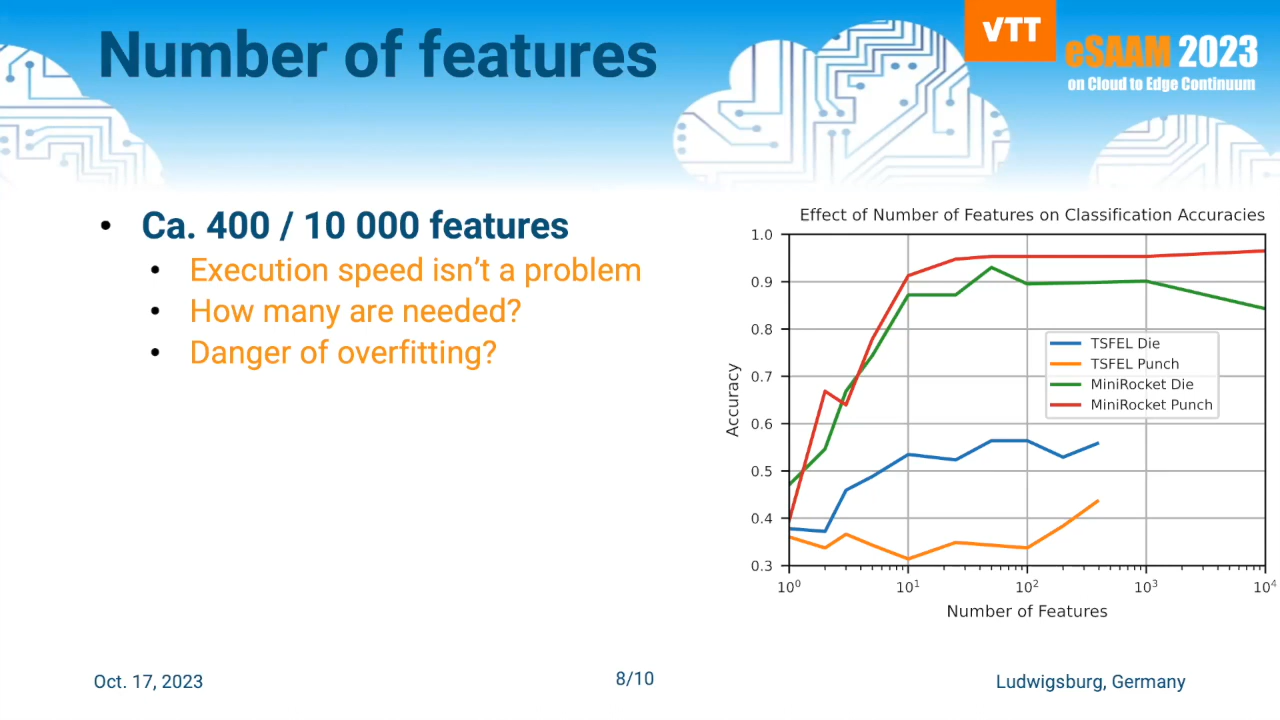 Number of features
VTT
eSAAM 2023
on Cloud to Edge Continuum
• Ca. 400 / 10 000 features
• Execution speed isn't a problem
• How many are needed?
• Danger of overfitting?
Effect of Number of Features on Classification Accuracies
1.0
0.9
0.8
0.7
0.6
0.5
0.4
0.3
Accuracy
TSFEL Die
TSFEL Punch
MiniRocket Die
MiniRocket Punch
10⁰ 10¹ 10² 10³ 10⁴
Number of Features
Oct. 17, 2023
8/10
Ludwigsburg, Germany